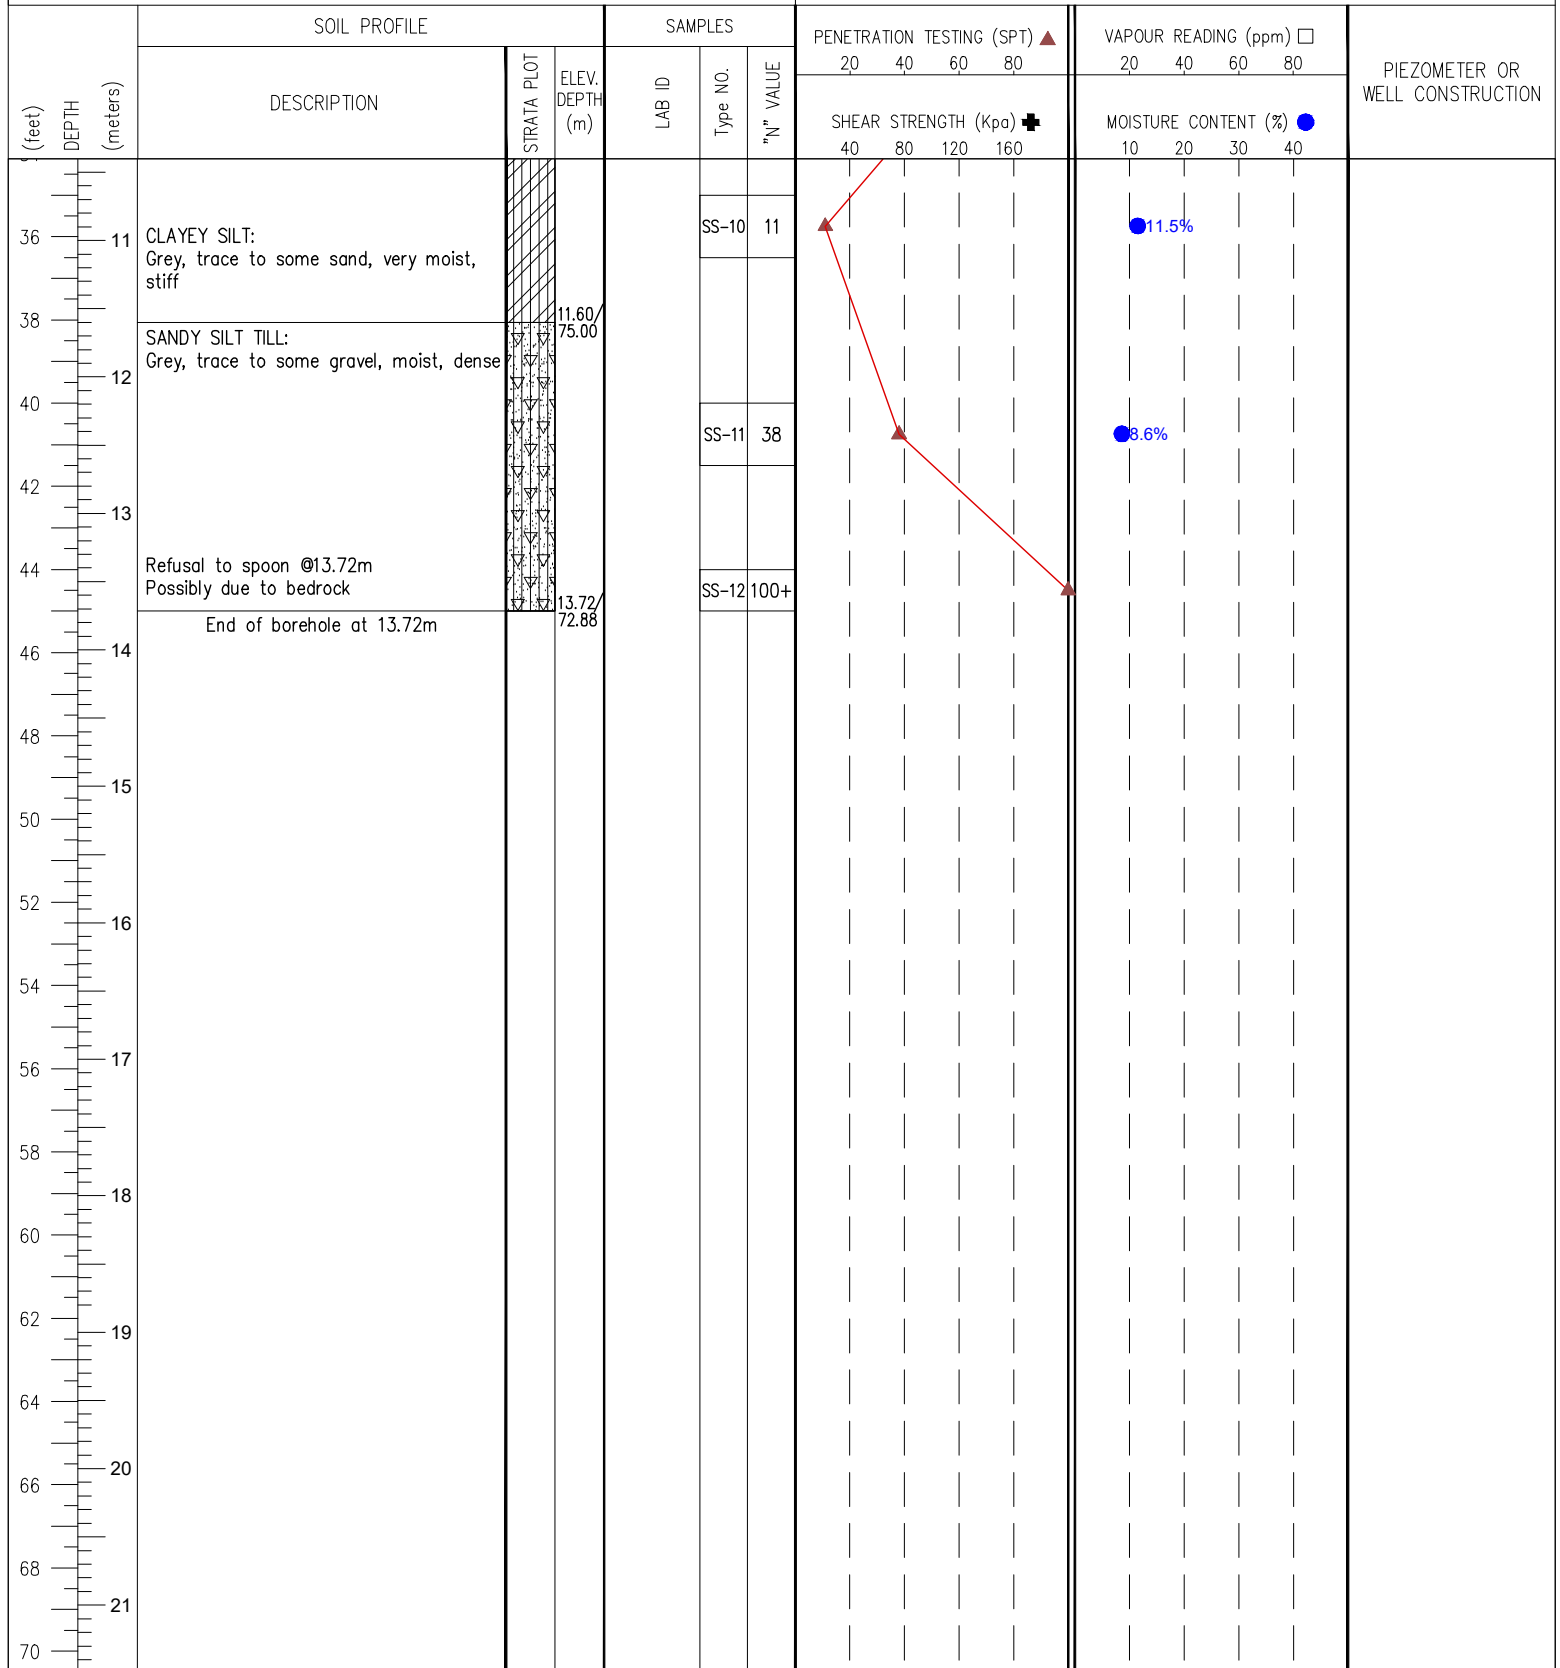 SOIL PROFILE
SAMPLES
PENETRATION TESTING (SPT)
20 40 60 80
VAPOUR READING (ppm)
20 40 60 80
PIEZOMETER OR
WELL CONSTRUCTION
(feet)
DEPTH
(meters)
DESCRIPTION
STRATA PLOT
ELEV.
DEPTH
(m)
LAB ID
Type NO.
"N" VALUE
SHEAR STRENGTH (Kpa)
40 80 120 160
MOISTURE CONTENT (%)
10 20 30 40
36
11
CLAYEY SILT:
Grey, trace to some sand, very moist,
stiff
SS-10 11
11.5%
38
11.60/
75.00
SANDY SILT TILL:
Grey, trace to some gravel, moist, dense
12
40
SS-11 38
8.6%
42
13
44
Refusal to spoon @13.72m
Possibly due to bedrock
SS-12 100+
13.72/
72.88
End of borehole at 13.72m
46
14
48
15
50
52
16
54
17
56
58
18
60
62
19
64
20
66
68
21
70